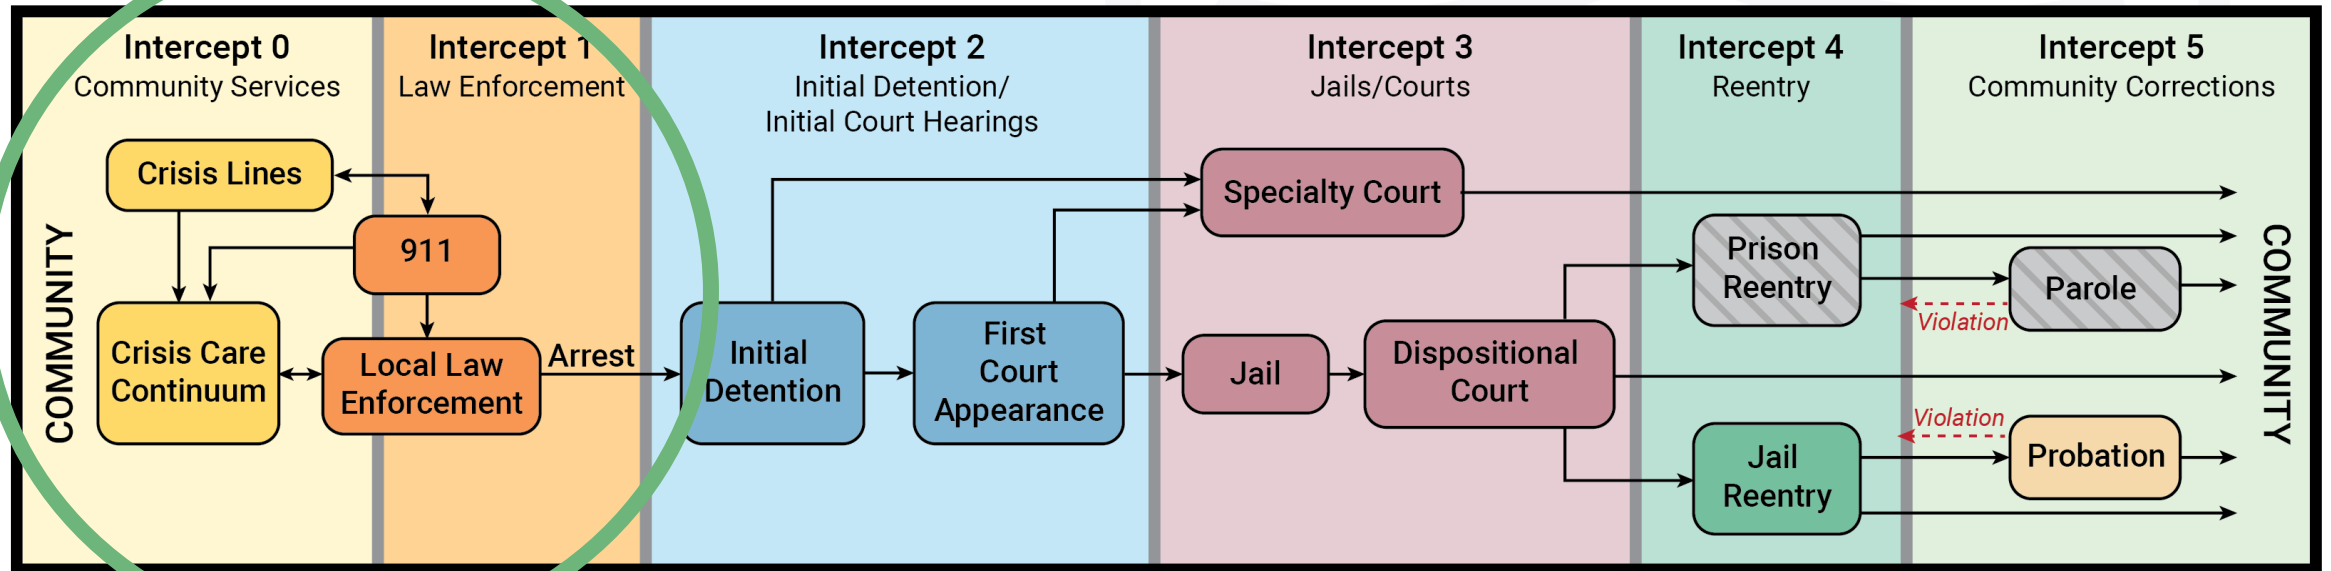 Intercept 0
Community Services
Intercept 1
Law Enforcement
Intercept 2
Initial Detention/
Initial Court Hearings
Intercept 3
Jails/Courts
Intercept 4
Reentry
Intercept 5
Community Corrections
COMMUNITY
Crisis Lines
911
Crisis Care
Continuum
Local Law
Enforcement
Arrest
Initial
Detention
First
Court
Appearance
Specialty Court
Jail
Dispositional
Court
Prison
Reentry
Parole
Violation
Jail
Reentry
Violation
Probation
COMMUNITY